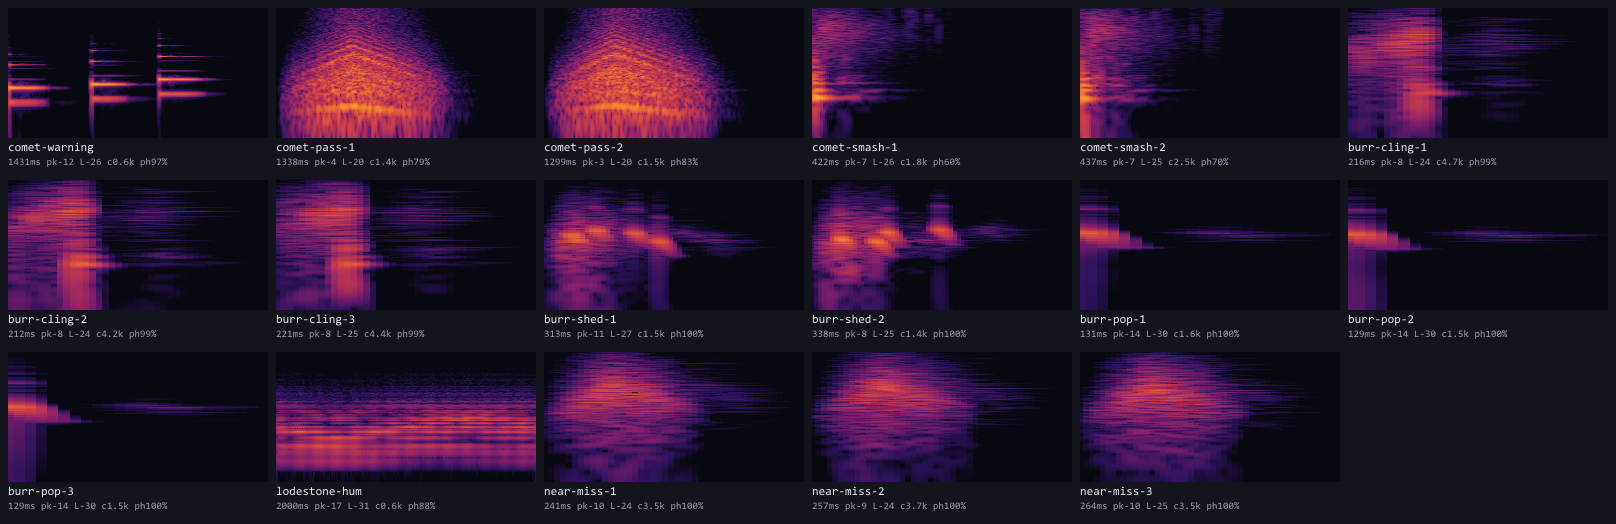 comet-warning
1431ms pk-12 L-26 c0.6k ph97%
comet-pass-1
1338ms pk-4 L-20 c1.4k ph79%
comet-pass-2
1299ms pk-3 L-20 c1.5k ph83%
comet-smash-1
422ms pk-7 L-26 c1.8k ph60%
comet-smash-2
437ms pk-7 L-25 c2.5k ph70%
burr-cling-1
216ms pk-8 L-24 c4.7k ph99%
burr-cling-2
212ms pk-8 L-24 c4.2k ph99%
burr-cling-3
221ms pk-8 L-25 c4.4k ph99%
burr-shed-1
313ms pk-11 L-27 c1.5k ph100%
burr-shed-2
338ms pk-8 L-25 c1.4k ph100%
burr-pop-1
131ms pk-14 L-30 c1.6k ph100%
burr-pop-2
129ms pk-14 L-30 c1.5k ph100%
burr-pop-3
129ms pk-14 L-30 c1.5k ph100%
lodestone-hum
2000ms pk-17 L-31 c0.6k ph88%
near-miss-1
241ms pk-10 L-24 c3.5k ph100%
near-miss-2
257ms pk-9 L-24 c3.7k ph100%
near-miss-3
264ms pk-10 L-25 c3.5k ph100%